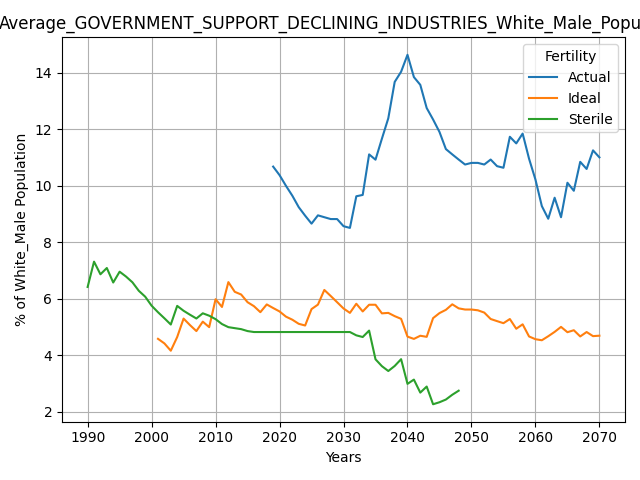 Average_GOVERNMENT_SUPPORT_DECLINING_INDUSTRIES_White_Male_Popu
Fertility
Actual
Ideal
Sterile
% of White_Male Population
14
12
10
8
6
4
2
1990 2000 2010 2020 2030 2040 2050 2060 2070
Years